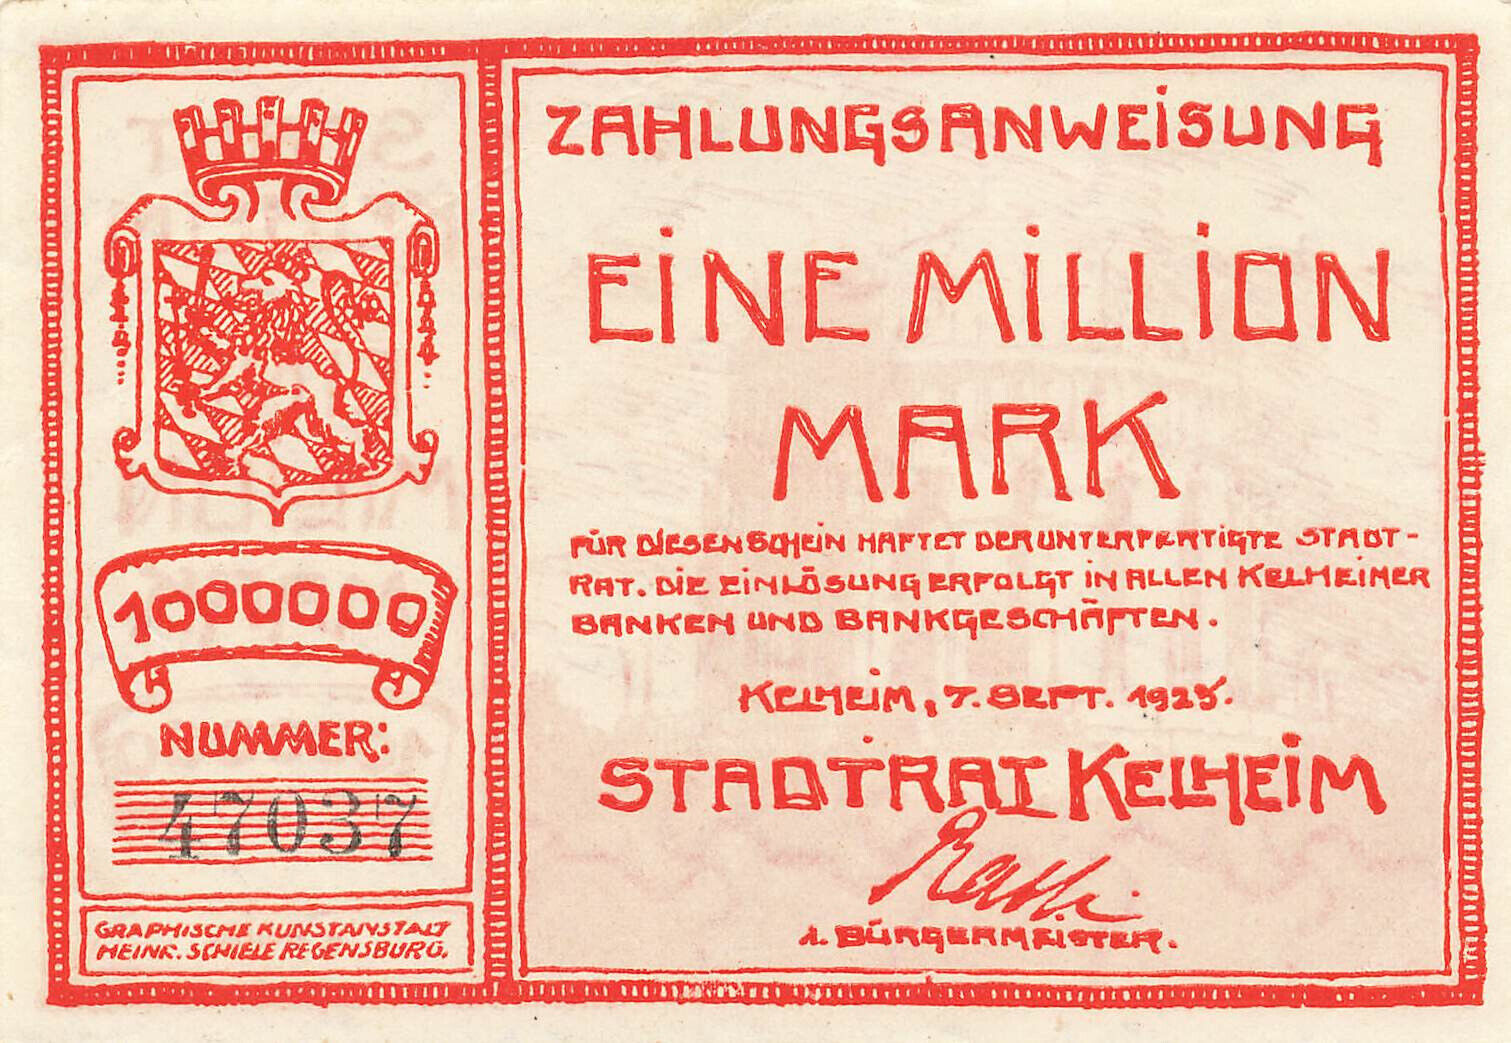 ZAHLUNGSANWEISUNG
EINE MILLION
MARK
FÜR DIESEN SCHEIN HAFTET DER UNTERFERTIGTE STADT-
RAT. DIE EINLÖSUNG ERFOLGT IN ALLEN KELHEIMER
BANKEN UND BANKGESCHÄFTEN.
KELHEIM, 7. SEPT. 1923.
STADTRAT KELHEIM
1. BÜRGERMEISTER.
1000000
NUMMER:
47037
GRAPHISCHE KUNSTANSTALT
HEINR. SCHIELE REGENSBURG.